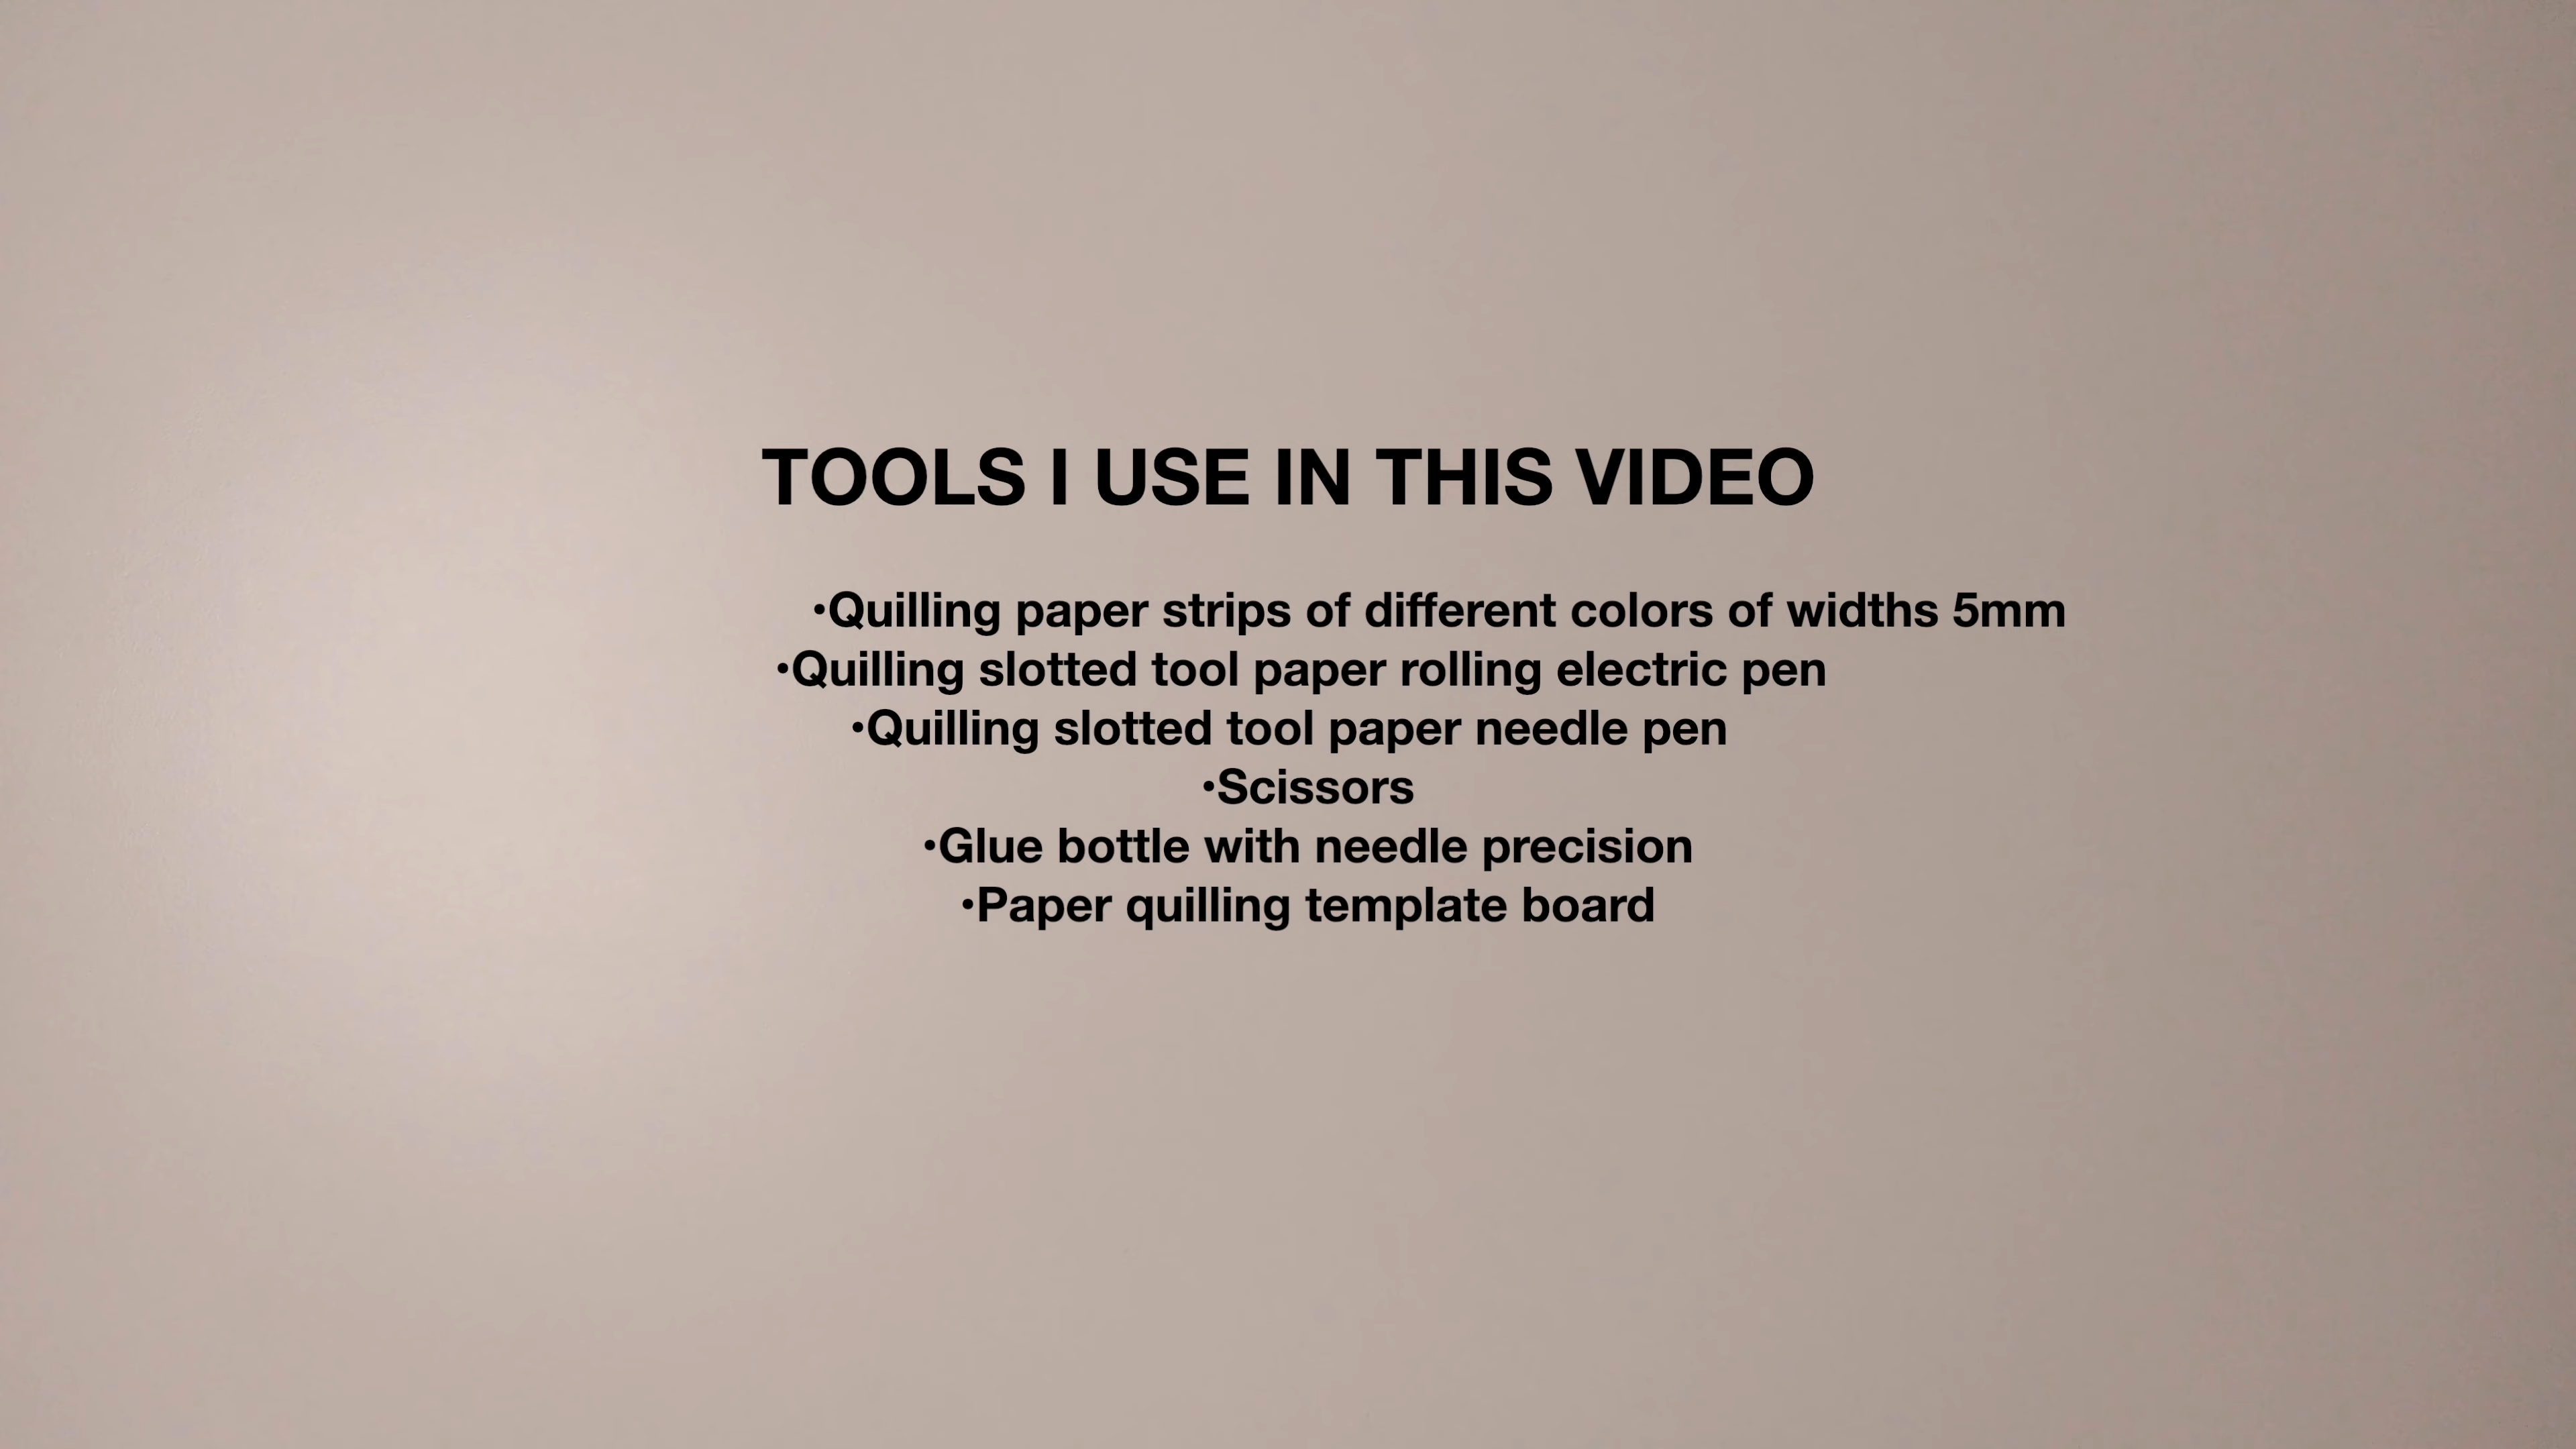 TOOLS I USE IN THIS VIDEO
•Quilling paper strips of different colors of widths 5mm
•Quilling slotted tool paper rolling electric pen
•Quilling slotted tool paper needle pen
•Scissors
•Glue bottle with needle precision
•Paper quilling template board